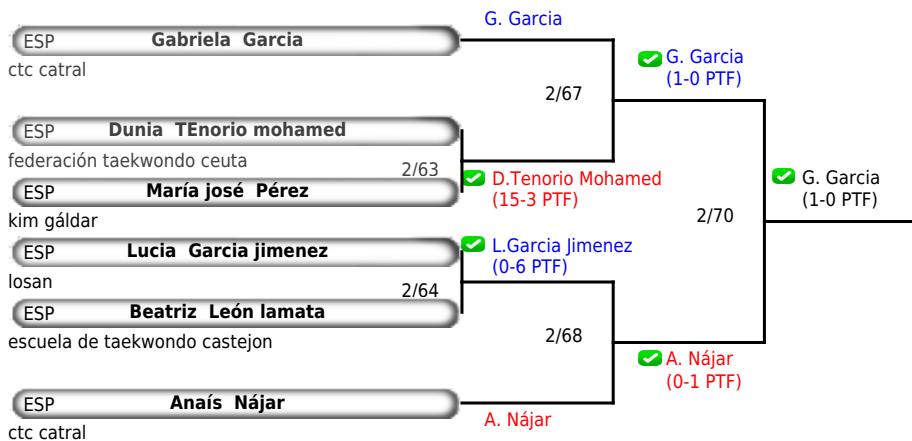 G. Garcia
ESP Gabriela Garcia
ctc catral
G. Garcia
(1-0 PTF)
2/67
ESP Dunia TEnorio mohamed
federación taekwondo ceuta
2/63
D.Tenorio Mohamed
(15-3 PTF)
G. Garcia
(1-0 PTF)
ESP María josé Pérez
kim gáldar
2/70
ESP Lucia Garcia jimenez
losan
L.Garcia Jimenez
(0-6 PTF)
2/64
ESP Beatriz León lamata
escuela de taekwondo castejon
2/68
A. Nájar
(0-1 PTF)
ESP Anaís Nájar
ctc catral
A. Nájar